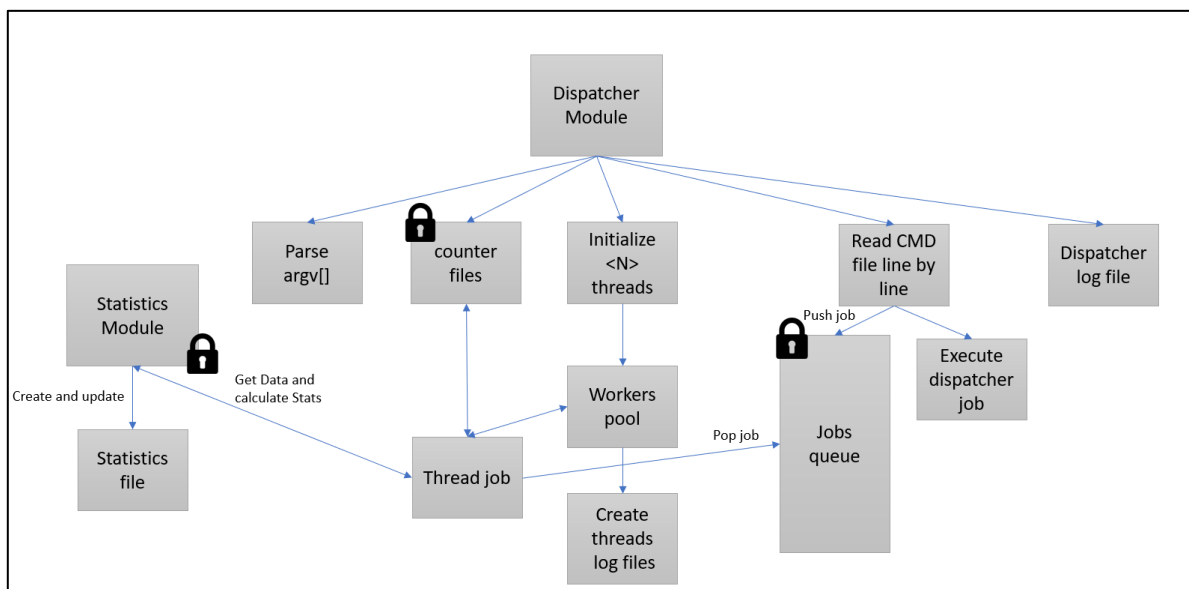 Dispatcher
Module
Parse
argv[]
counter
files
Initialize
<N>
threads
Read CMD
file line by
line
Dispatcher
log file
Statistics
Module
Push job
Execute
dispatcher
job
Get Data and
calculate Stats
Create and update
Workers
pool
Jobs
queue
Pop job
Statistics
file
Thread job
Create
threads
log files